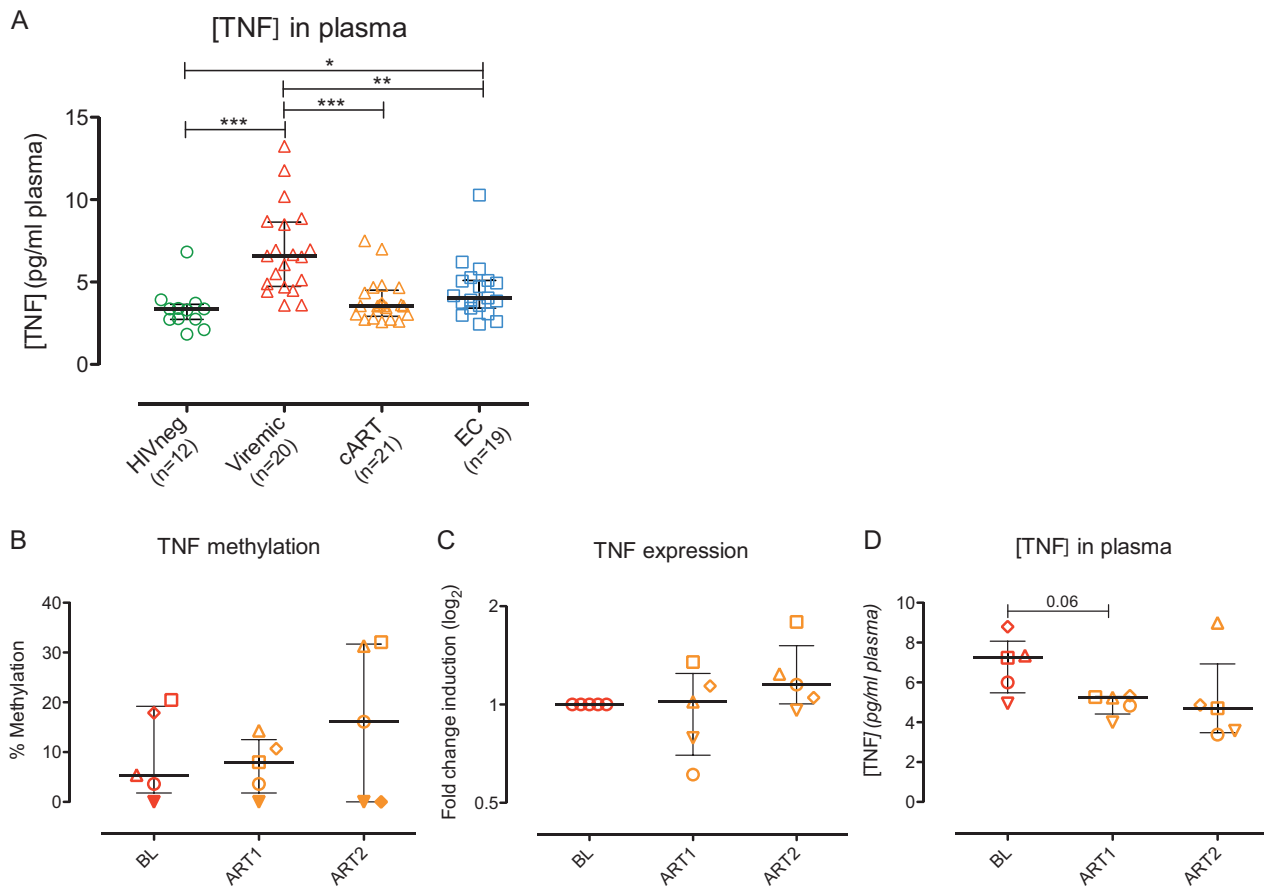 A
[TNF] in plasma
*
**
***
***
15
10
5
0
[TNF] (pg/ml plasma)
HIVneg
(n=12)
Viremic
(n=20)
cART
(n=21)
EC
(n=19)
B
TNF methylation
% Methylation
40
30
20
10
0
BL
ART1
ART2
C
TNF expression
Fold change induction (log2)
2
1
0.5
BL
ART1
ART2
D
[TNF] in plasma
[TNF] (pg/ml plasma)
0.06
10
8
6
4
2
0
BL
ART1
ART2